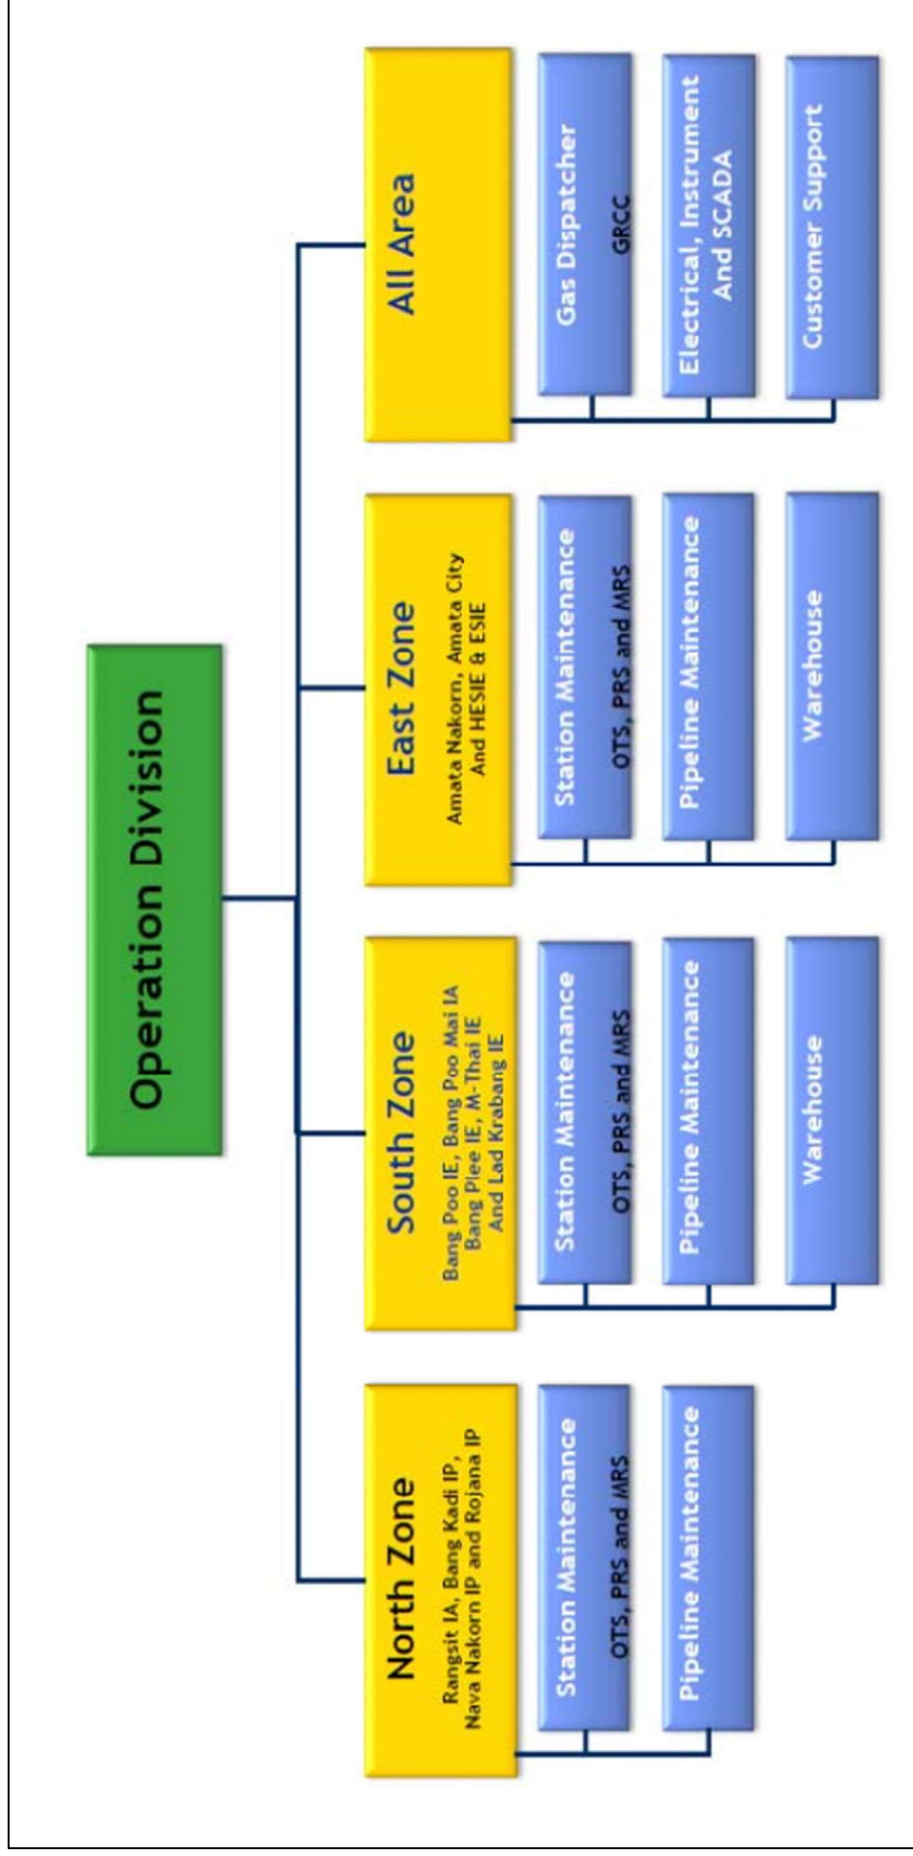 Operation Division
North Zone
Rangsit IA, Bang Kadi IP,
Nava Nakorn IP and Rojana IP
Station Maintenance
OTS, PRS and MRS
Pipeline Maintenance
South Zone
Bang Poo IE, Bang Poo Mai IA
Bang Plee IE, M-Thai IE
And Lad Krabang IE
Station Maintenance
OTS, PRS and MRS
Pipeline Maintenance
Warehouse
East Zone
Amata Nakorn, Amata City
And HESIE & ESIE
Station Maintenance
OTS, PRS and MRS
Pipeline Maintenance
Warehouse
All Area
Gas Dispatcher
GRCC
Electrical, Instrument
And SCADA
Customer Support